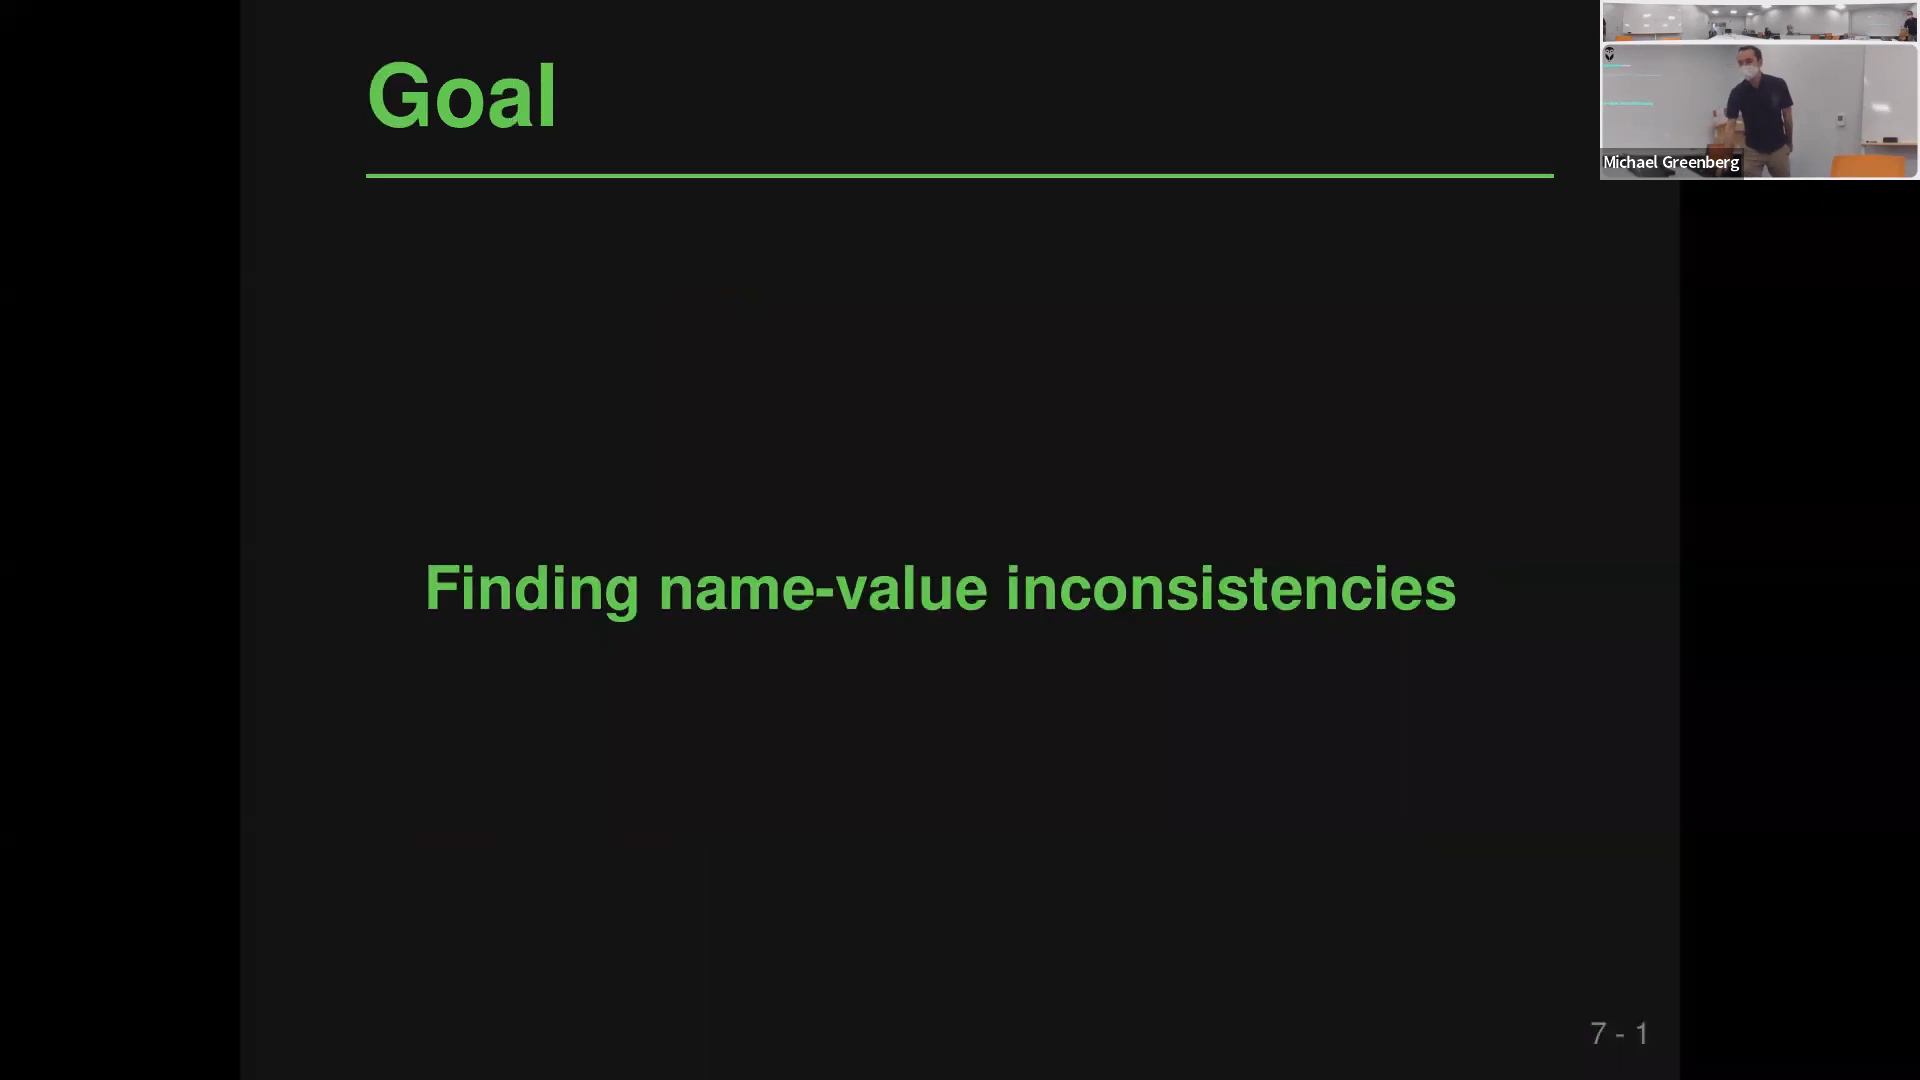 Goal
Michael Greenberg
Finding name-value inconsistencies
7 - 1